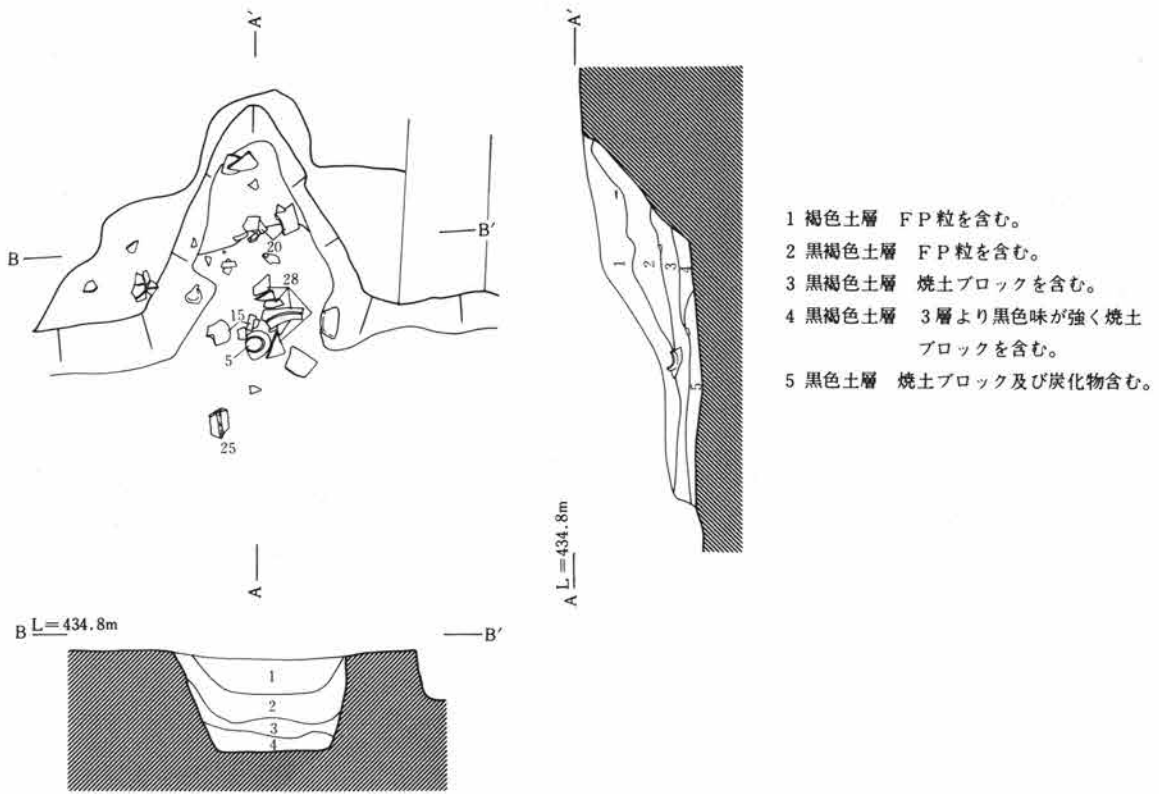 A′
A′
B
B′
20
28
15
5
25
A
A L=434.8m
1
2
3
4
5
1 褐色土層 FP粒を含む。
2 黒褐色土層 FP粒を含む。
3 黒褐色土層 焼土ブロックを含む。
4 黒褐色土層 3層より黒色味が強く焼土
ブロックを含む。
5 黒色土層 焼土ブロック及び炭化物含む。
B L=434.8m
B′
1
2
3
4